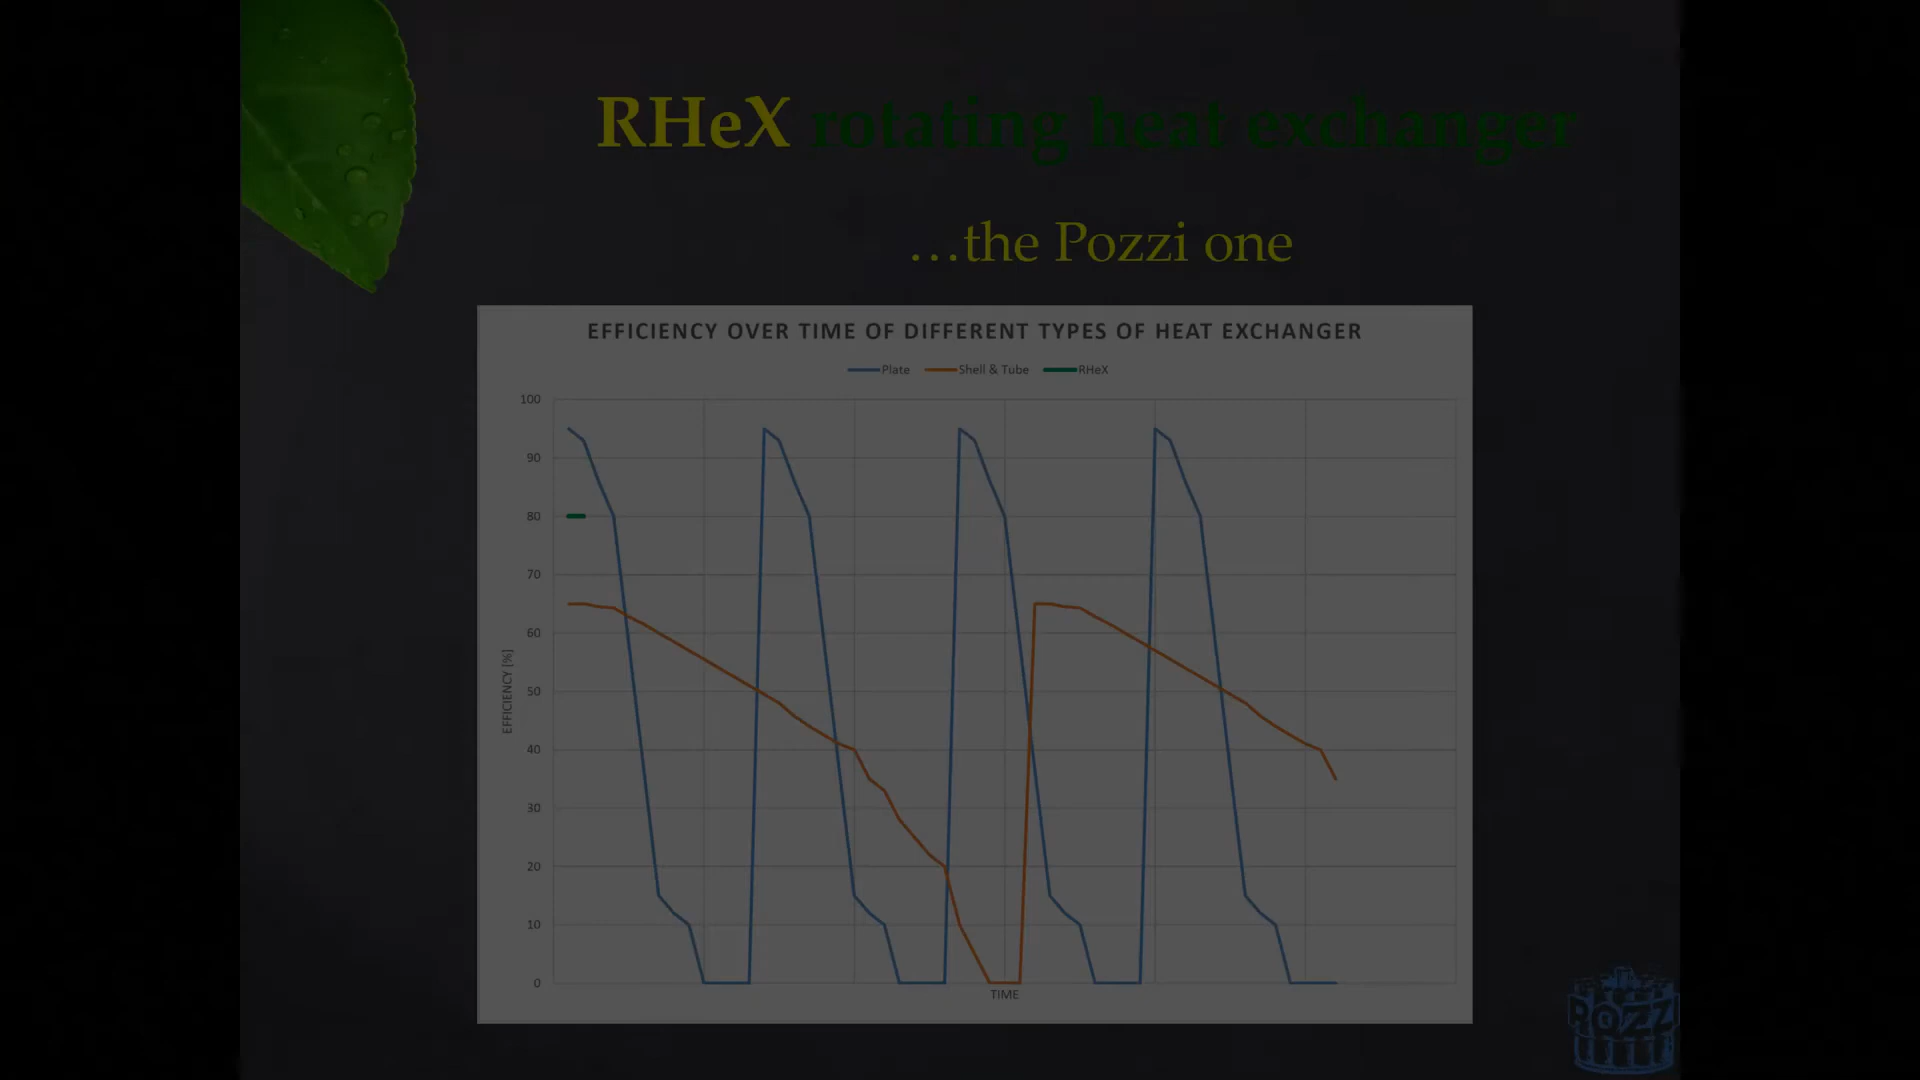 RHeX rotating heat exchanger
...the Pozzi one
EFFICIENCY OVER TIME OF DIFFERENT TYPES OF HEAT EXCHANGER
Plate Shell & Tube RHeX
100
90
80
70
60
50
40
30
20
10
0
EFFICIENCY [%]
TIME
POZZI